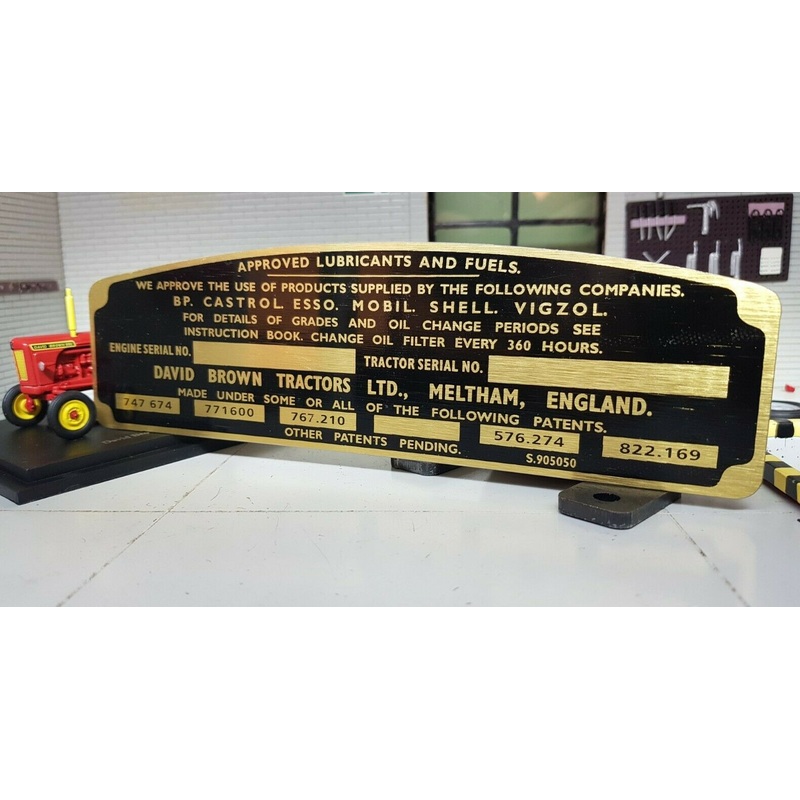 APPROVED LUBRICANTS AND FUELS.
WE APPROVE THE USE OF PRODUCTS SUPPLIED BY THE FOLLOWING COMPANIES.
BP. CASTROL. ESSO. MOBIL. SHELL. VIGZOL.
FOR DETAILS OF GRADES AND OIL CHANGE PERIODS SEE
INSTRUCTION BOOK. CHANGE OIL FILTER EVERY 360 HOURS.
ENGINE SERIAL NO. TRACTOR SERIAL NO.
DAVID BROWN TRACTORS LTD., MELTHAM, ENGLAND.
MADE UNDER SOME OR ALL OF THE FOLLOWING PATENTS.
747 674 771600 767.210 576.274 822.169
OTHER PATENTS PENDING. S.905050